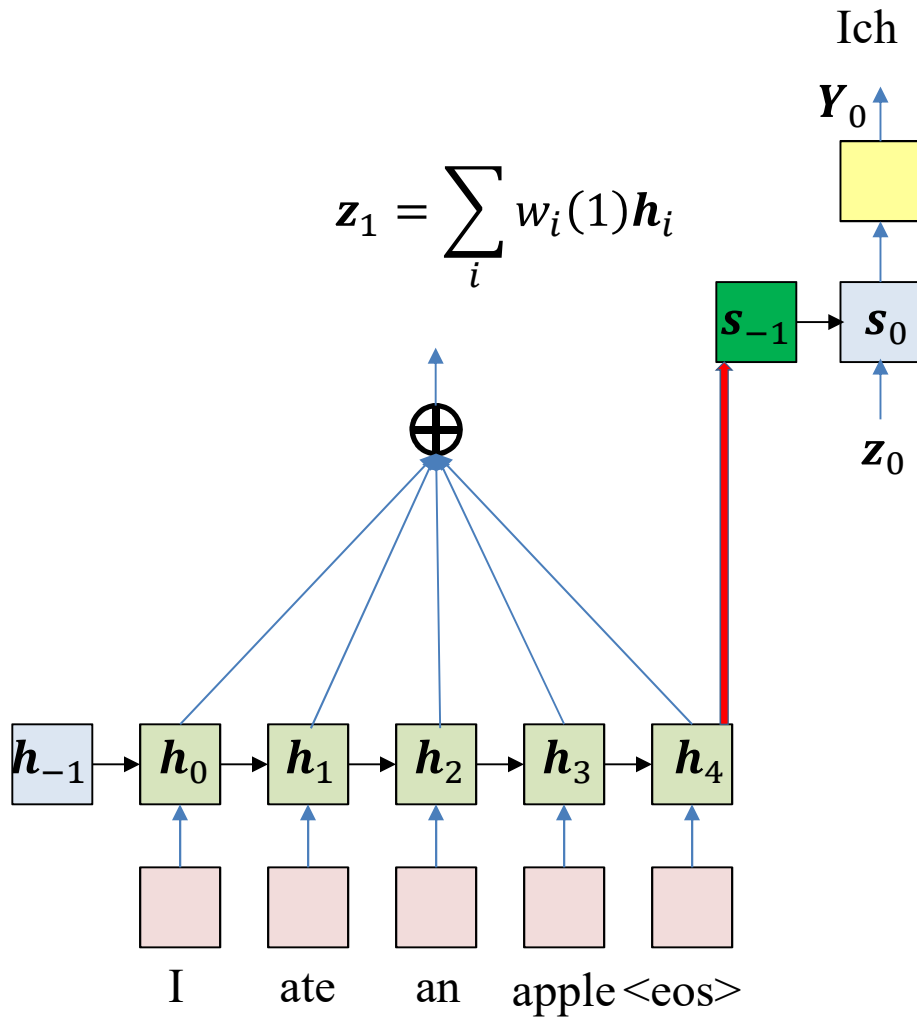 Ich
Y₀
z₁ = ∑ᵢ wᵢ(1)hᵢ
s₋₁ s₀
z₀
h₋₁ h₀ h₁ h₂ h₃ h₄
I ate an apple <eos>